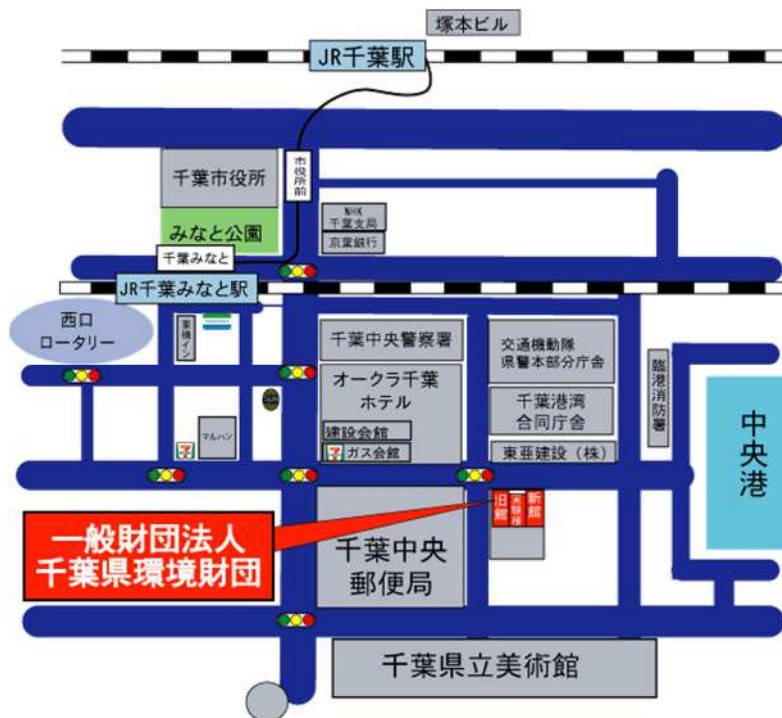 塚本ビル
JR千葉駅
千葉市役所
市役所前
みなと公園
NHK
千葉支局
京葉銀行
千葉みなと
JR千葉みなと駅
西口
ロータリー
東横イン
千葉中央警察署
交通機動隊
県警本部分庁舎
臨港消防署
オークラ千葉
ホテル
千葉港湾
合同庁舎
中央港
マルハン
建設会館
ガス会館
東亜建設（株）
旧館
実験棟
新館
一般財団法人
千葉県環境財団
千葉中央
郵便局
千葉県立美術館